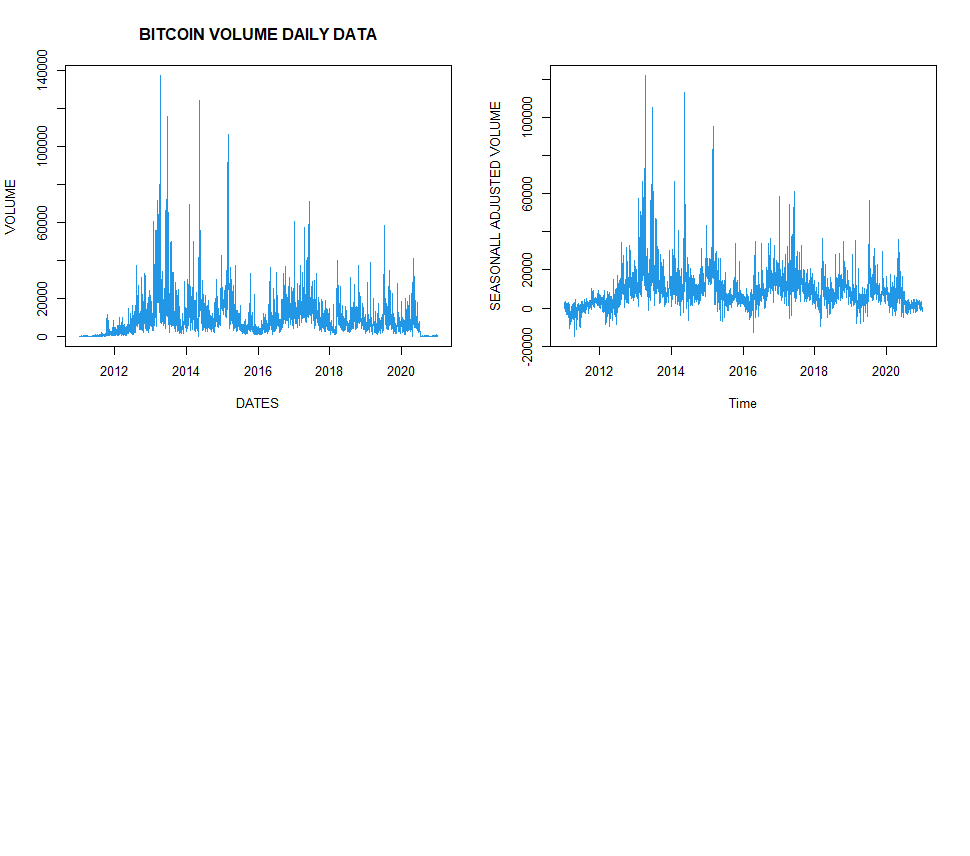 BITCOIN VOLUME DAILY DATA
VOLUME
140000
100000
60000
20000
0
2012 2014 2016 2018 2020
DATES
SEASONALL ADJUSTED VOLUME
100000
60000
20000
0
-20000
2012 2014 2016 2018 2020
Time